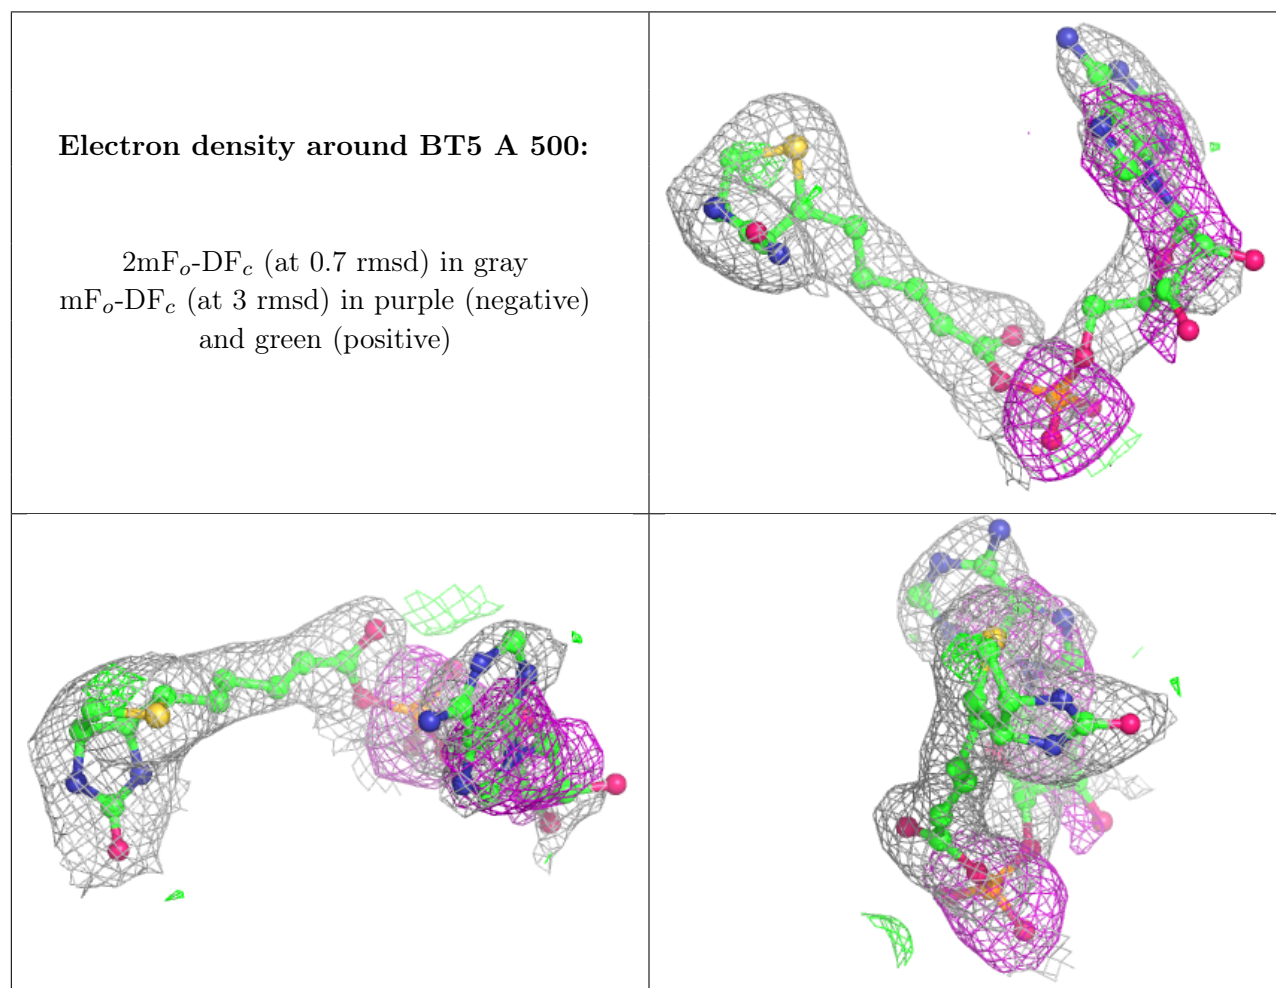 Electron density around BT5 A 500:
2mFo-DFc (at 0.7 rmsd) in gray
mFo-DFc (at 3 rmsd) in purple (negative)
and green (positive)